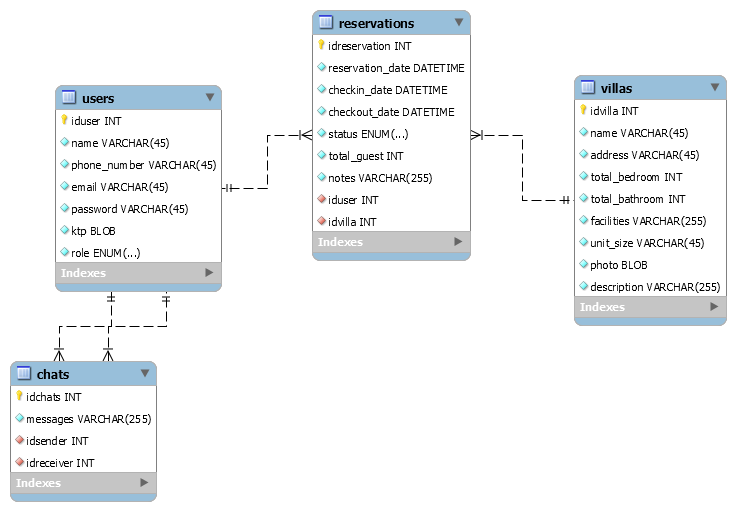 reservations
idreservation INT
reservation_date DATETIME
checkin_date DATETIME
checkout_date DATETIME
status ENUM(...)
total_guest INT
notes VARCHAR(255)
iduser INT
idvilla INT
Indexes
users
iduser INT
name VARCHAR(45)
phone_number VARCHAR(45)
email VARCHAR(45)
password VARCHAR(45)
ktp BLOB
role ENUM(...)
Indexes
villas
idvilla INT
name VARCHAR(45)
address VARCHAR(45)
total_bedroom INT
total_bathroom INT
facilities VARCHAR(255)
unit_size VARCHAR(45)
photo BLOB
description VARCHAR(255)
Indexes
chats
idchats INT
messages VARCHAR(255)
idsender INT
idreceiver INT
Indexes